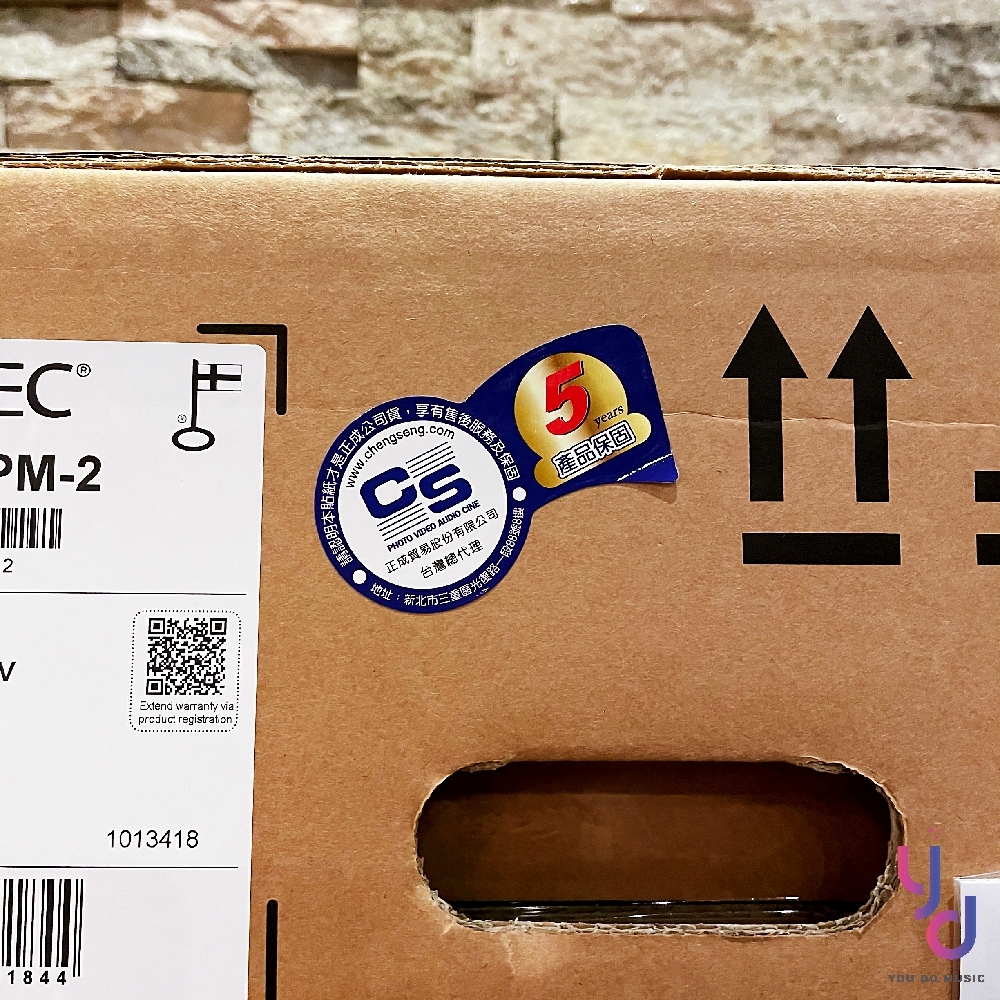 EC®
PM-2
2
V
Extend warranty via
product registration
1013418
1844
請認明本貼紙才是正成公司貨，享有售後服務及保固
www.chengseng.com
CS
PHOTO VIDEO AUDIO CINE
正成貿易股份有限公司
台灣總代理
地址：新北市三重區光復路一段88號8樓
5
years
產品保固
YOU DO MUSIC